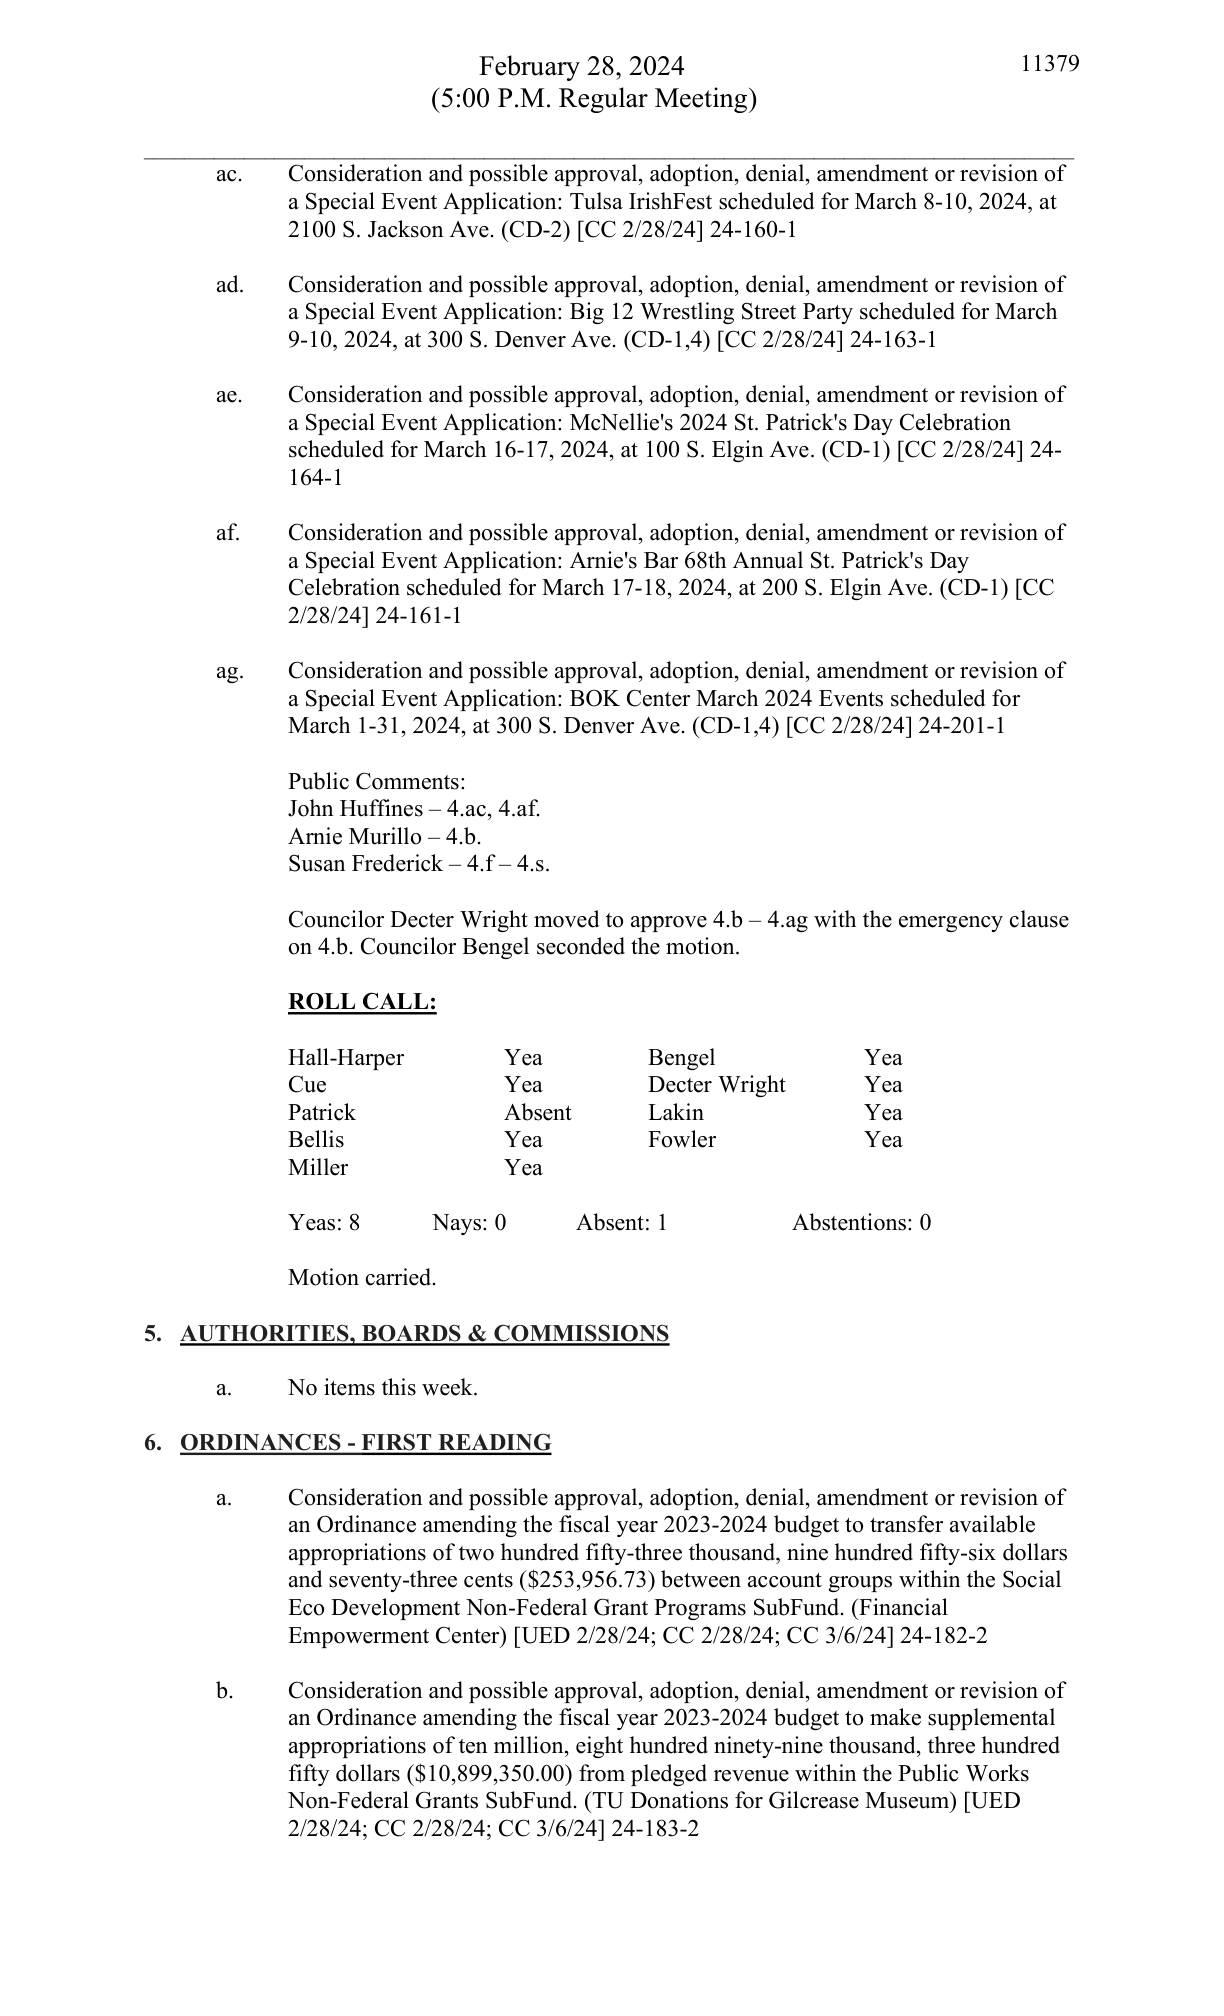 February 28, 2024
11379
(5:00 P.M. Regular Meeting)
ac. Consideration and possible approval, adoption, denial, amendment or revision of
a Special Event Application: Tulsa IrishFest scheduled for March 8-10, 2024, at
2100 S. Jackson Ave. (CD-2) [CC 2/28/24] 24-160-1
ad. Consideration and possible approval, adoption, denial, amendment or revision of
a Special Event Application: Big 12 Wrestling Street Party scheduled for March
9-10, 2024, at 300 S. Denver Ave. (CD-1,4) [CC 2/28/24] 24-163-1
ae. Consideration and possible approval, adoption, denial, amendment or revision of
a Special Event Application: McNellie's 2024 St. Patrick's Day Celebration
scheduled for March 16-17, 2024, at 100 S. Elgin Ave. (CD-1) [CC 2/28/24] 24-
164-1
af. Consideration and possible approval, adoption, denial, amendment or revision of
a Special Event Application: Arnie's Bar 68th Annual St. Patrick's Day
Celebration scheduled for March 17-18, 2024, at 200 S. Elgin Ave. (CD-1) [CC
2/28/24] 24-161-1
ag. Consideration and possible approval, adoption, denial, amendment or revision of
a Special Event Application: BOK Center March 2024 Events scheduled for
March 1-31, 2024, at 300 S. Denver Ave. (CD-1,4) [CC 2/28/24] 24-201-1
Public Comments:
John Huffines – 4.ac, 4.af.
Arnie Murillo – 4.b.
Susan Frederick – 4.f – 4.s.
Councilor Decter Wright moved to approve 4.b – 4.ag with the emergency clause
on 4.b. Councilor Bengel seconded the motion.
ROLL CALL:
Hall-Harper Yea Bengel Yea
Cue Yea Decter Wright Yea
Patrick Absent Lakin Yea
Bellis Yea Fowler Yea
Miller Yea
Yeas: 8 Nays: 0 Absent: 1 Abstentions: 0
Motion carried.
5. AUTHORITIES, BOARDS & COMMISSIONS
a. No items this week.
6. ORDINANCES - FIRST READING
a. Consideration and possible approval, adoption, denial, amendment or revision of
an Ordinance amending the fiscal year 2023-2024 budget to transfer available
appropriations of two hundred fifty-three thousand, nine hundred fifty-six dollars
and seventy-three cents ($253,956.73) between account groups within the Social
Eco Development Non-Federal Grant Programs SubFund. (Financial
Empowerment Center) [UED 2/28/24; CC 2/28/24; CC 3/6/24] 24-182-2
b. Consideration and possible approval, adoption, denial, amendment or revision of
an Ordinance amending the fiscal year 2023-2024 budget to make supplemental
appropriations of ten million, eight hundred ninety-nine thousand, three hundred
fifty dollars ($10,899,350.00) from pledged revenue within the Public Works
Non-Federal Grants SubFund. (TU Donations for Gilcrease Museum) [UED
2/28/24; CC 2/28/24; CC 3/6/24] 24-183-2